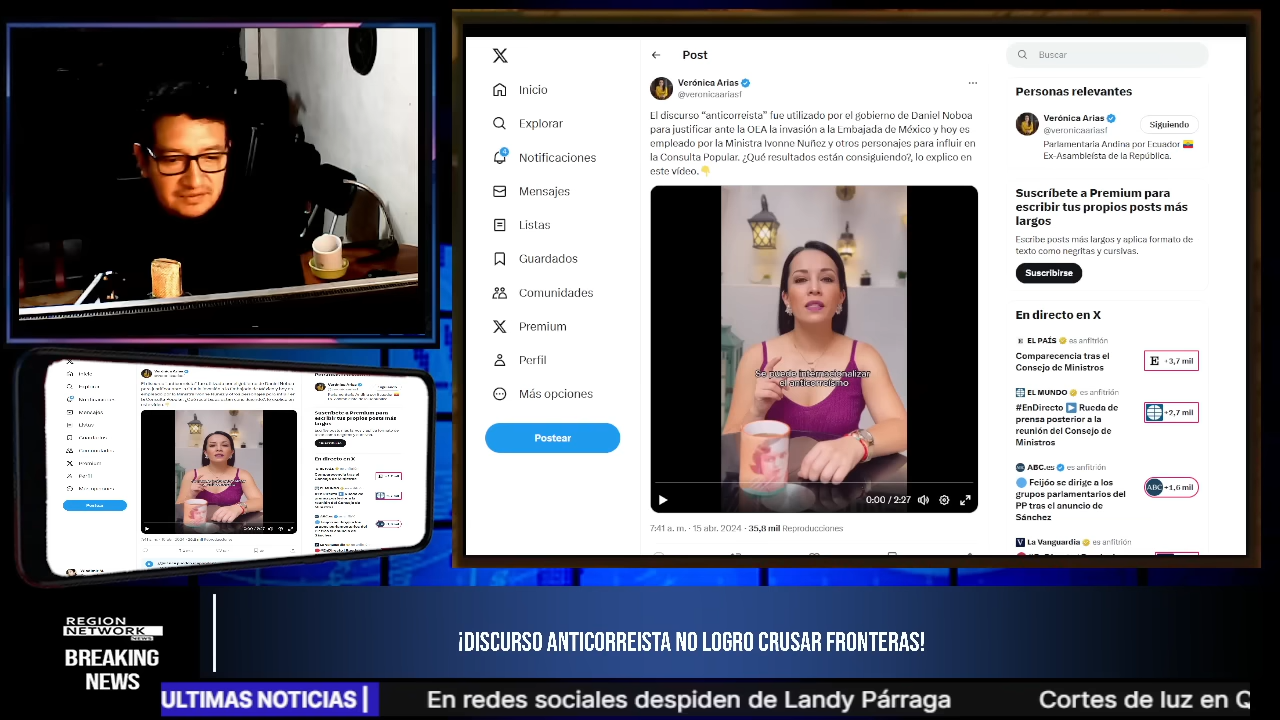 Inicio
Explorar
4
Notificaciones
Mensajes
Listas
Guardados
Comunidades
Premium
Perfil
Más opciones
Postear
Post
Verónica Arias
@veronicaariasf
El discurso “anticorreista” fue utilizado por el gobierno de Daniel Noboa
para justificar ante la OEA la invasión a la Embajada de México y hoy es
empleado por la Ministra Ivonne Nuñez y otros personajes para influir en
la Consulta Popular. ¿Qué resultados están consiguiendo?, lo explico en
este vídeo.
Se puede internacionalizar
el anticorreísmo
0:00 / 2:27
7:41 a. m. · 15 abr. 2024 · 35,8 mil Reproducciones
Buscar
Personas relevantes
Verónica Arias
@veronicaariasf
Siguiendo
Parlamentaria Andina por Ecuador
Ex-Asambleísta de la República.
Suscríbete a Premium para
escribir tus propios posts más
largos
Escribe posts más largos y aplica formato de
texto como negritas y cursivas.
Suscribirse
En directo en X
E EL PAÍS es anfitrión
Comparecencia tras el
Consejo de Ministros
E +3,7 mil
EL MUNDO es anfitrión
#EnDirecto Rueda de
prensa posterior a la
reunión del Consejo de
Ministros
+2,7 mil
ABC.es es anfitrión
Feijóo se dirige a los
grupos parlamentarios del
PP tras el anuncio de
Sánchez
ABC +1,6 mil
V La Vanguardia es anfitrión
REGION
NETWORK
NEWS
BREAKING
NEWS
¡DISCURSO ANTICORREISTA NO LOGRO CRUSAR FRONTERAS!
ULTIMAS NOTICIAS |
En redes sociales despiden de Landy Párraga
Cortes de luz en Q